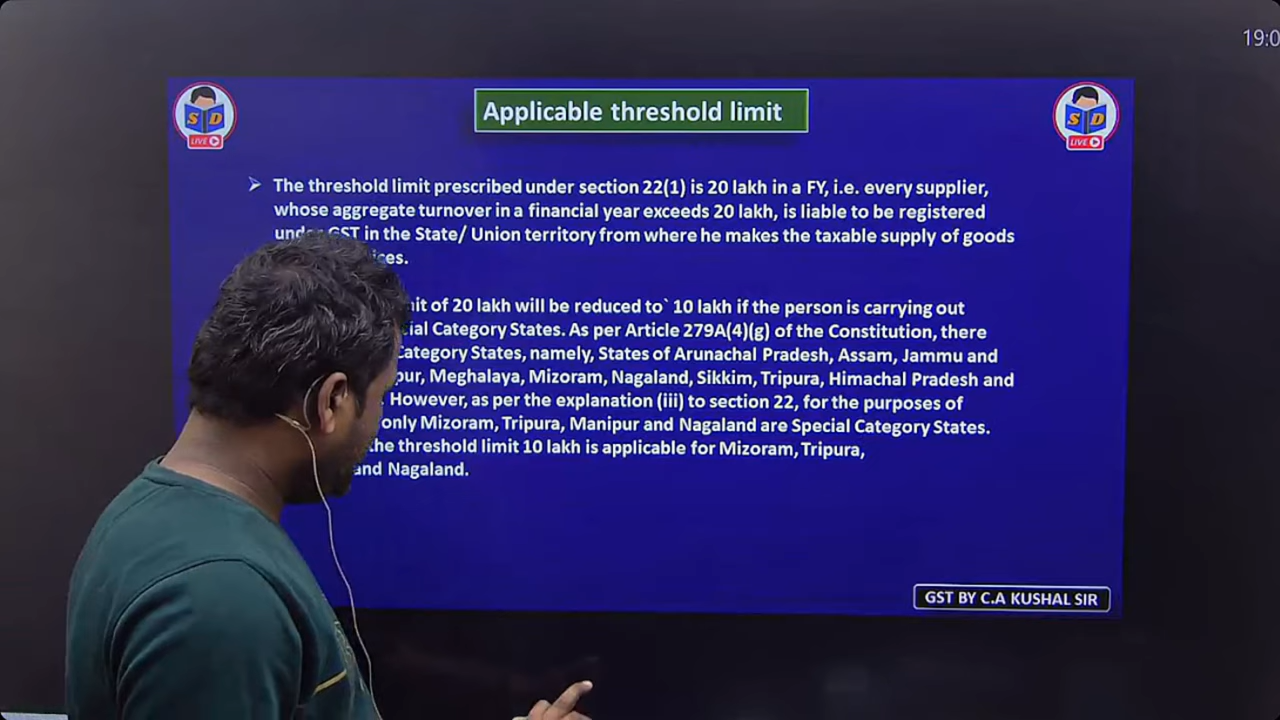 19:0
S D
LIVE
Applicable threshold limit
S D
LIVE
The threshold limit prescribed under section 22(1) is 20 lakh in a FY, i.e. every supplier,
whose aggregate turnover in a financial year exceeds 20 lakh, is liable to be registered
GST in the State/ Union territory from where he makes the taxable supply of goods
of 20 lakh will be reduced to` 10 lakh if the person is carrying out
Category States. As per Article 279A(4)(g) of the Constitution, there
Category States, namely, States of Arunachal Pradesh, Assam, Jammu and
Meghalaya, Mizoram, Nagaland, Sikkim, Tripura, Himachal Pradesh and
However, as per the explanation (iii) to section 22, for the purposes of
only Mizoram, Tripura, Manipur and Nagaland are Special Category States.
the threshold limit 10 lakh is applicable for Mizoram, Tripura,
and Nagaland.
GST BY C.A KUSHAL SIR